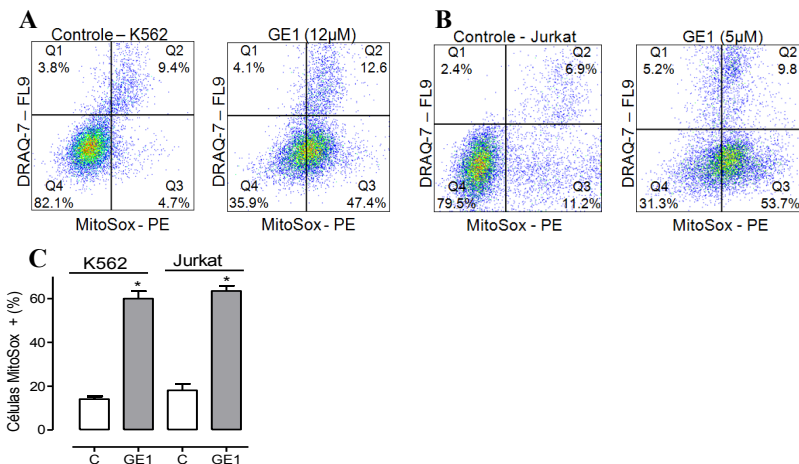 A
Controle – K562
Q1
3.8%
Q2
9.4%
Q4
82.1%
Q3
4.7%
DRAQ-7 – FL9
MitoSox - PE
GE1 (12µM)
Q1
4.1%
Q2
12.6
Q4
35.9%
Q3
47.4%
DRAQ-7 – FL9
MitoSox - PE
B
Controle - Jurkat
Q1
2.4%
Q2
6.9%
Q4
79.5%
Q3
11.2%
DRAQ-7 – FL9
MitoSox - PE
GE1 (5µM)
Q1
5.2%
Q2
9.8
Q4
31.3%
Q3
53.7%
DRAQ-7 – FL9
MitoSox - PE
C
K562
Jurkat
Células MitoSox + (%)
60
20
0
*
*
C
GE1
C
GE1